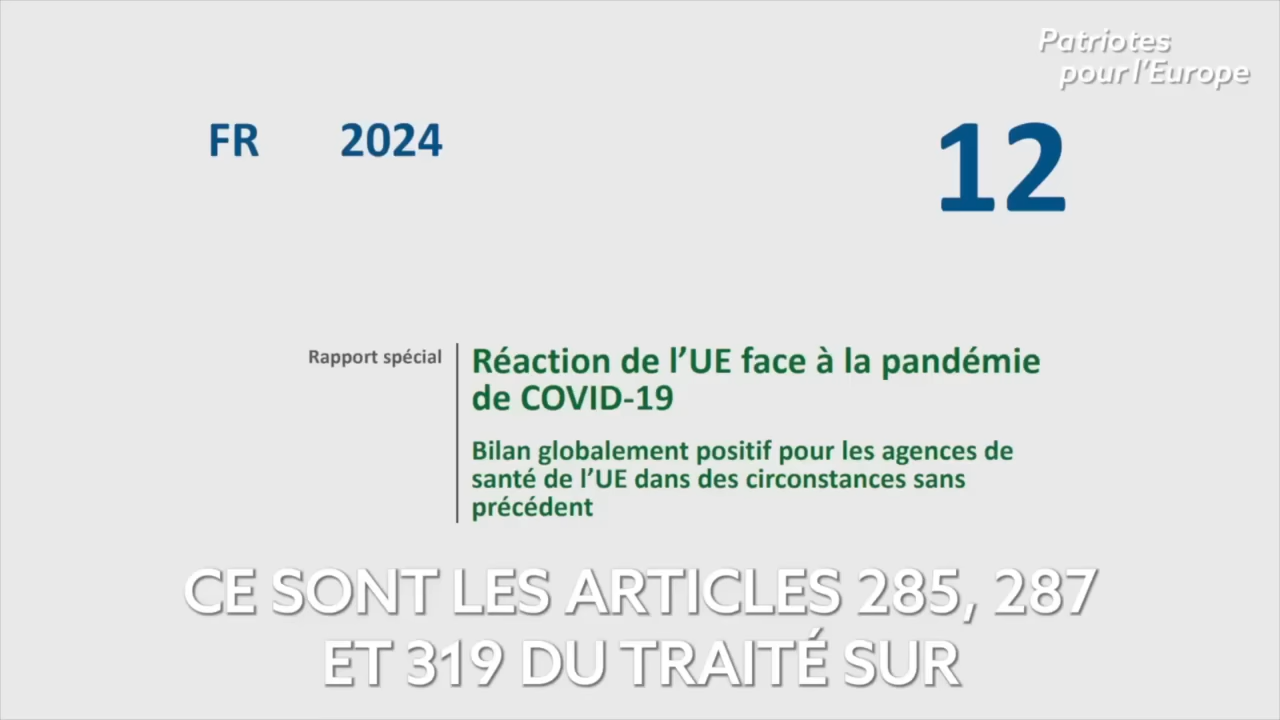 Patriotes
pour l'Europe
FR 2024 12
Rapport spécial
Réaction de l'UE face à la pandémie
de COVID-19
Bilan globalement positif pour les agences de
santé de l'UE dans des circonstances sans
précédent
CE SONT LES ARTICLES 285, 287
ET 319 DU TRAITÉ SUR